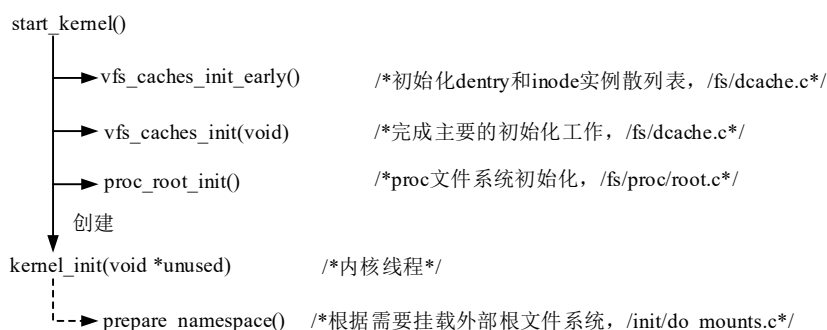 start_kernel()
vfs_caches_init_early() /*初始化dentry和inode实例散列表，/fs/dcache.c*/
vfs_caches_init(void) /*完成主要的初始化工作，/fs/dcache.c*/
proc_root_init() /*proc文件系统初始化，/fs/proc/root.c*/
创建
kernel_init(void *unused) /*内核线程*/
prepare_namespace() /*根据需要挂载外部根文件系统，/init/do_mounts.c*/